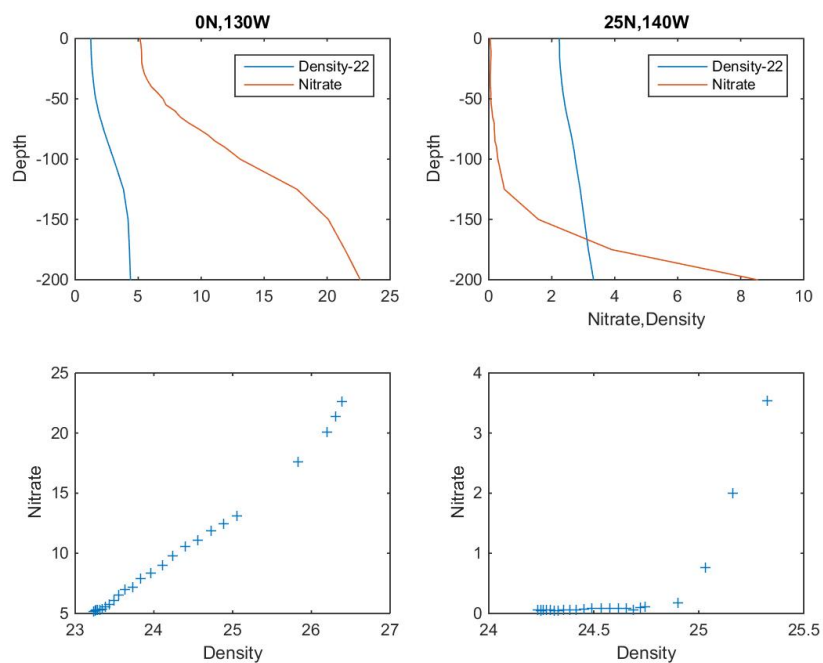 0N,130W
0
-50
-100
-150
-200
Depth
Density-22
Nitrate
0 5 10 15 20 25
25N,140W
0
-50
-100
-150
-200
Depth
Density-22
Nitrate
0 2 4 6 8 10
Nitrate,Density
25
20
15
10
5
Nitrate
23 24 25 26 27
Density
4
3
2
1
0
Nitrate
24 24.5 25 25.5
Density